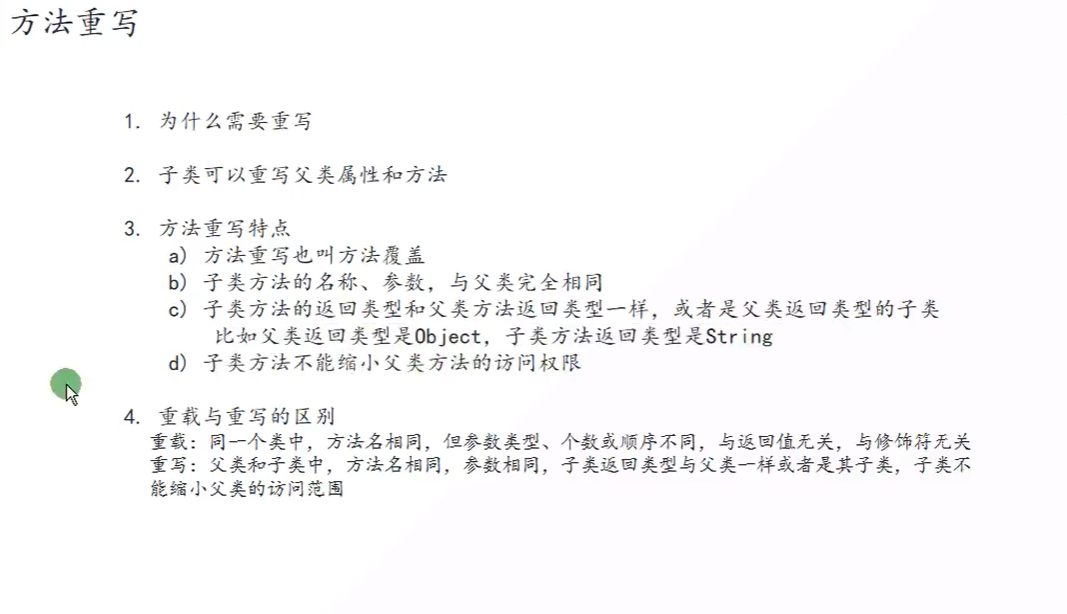 方法重写
1. 为什么需要重写
2. 子类可以重写父类属性和方法
3. 方法重写特点
a) 方法重写也叫方法覆盖
b) 子类方法的名称、参数，与父类完全相同
c) 子类方法的返回类型和父类方法返回类型一样，或者是父类返回类型的子类
比如父类返回类型是Object，子类方法返回类型是String
d) 子类方法不能缩小父类方法的访问权限
4. 重载与重写的区别
重载：同一个类中，方法名相同，但参数类型、个数或顺序不同，与返回值无关，与修饰符无关
重写：父类和子类中，方法名相同，参数相同，子类返回类型与父类一样或者是其子类，子类不
能缩小父类的访问范围